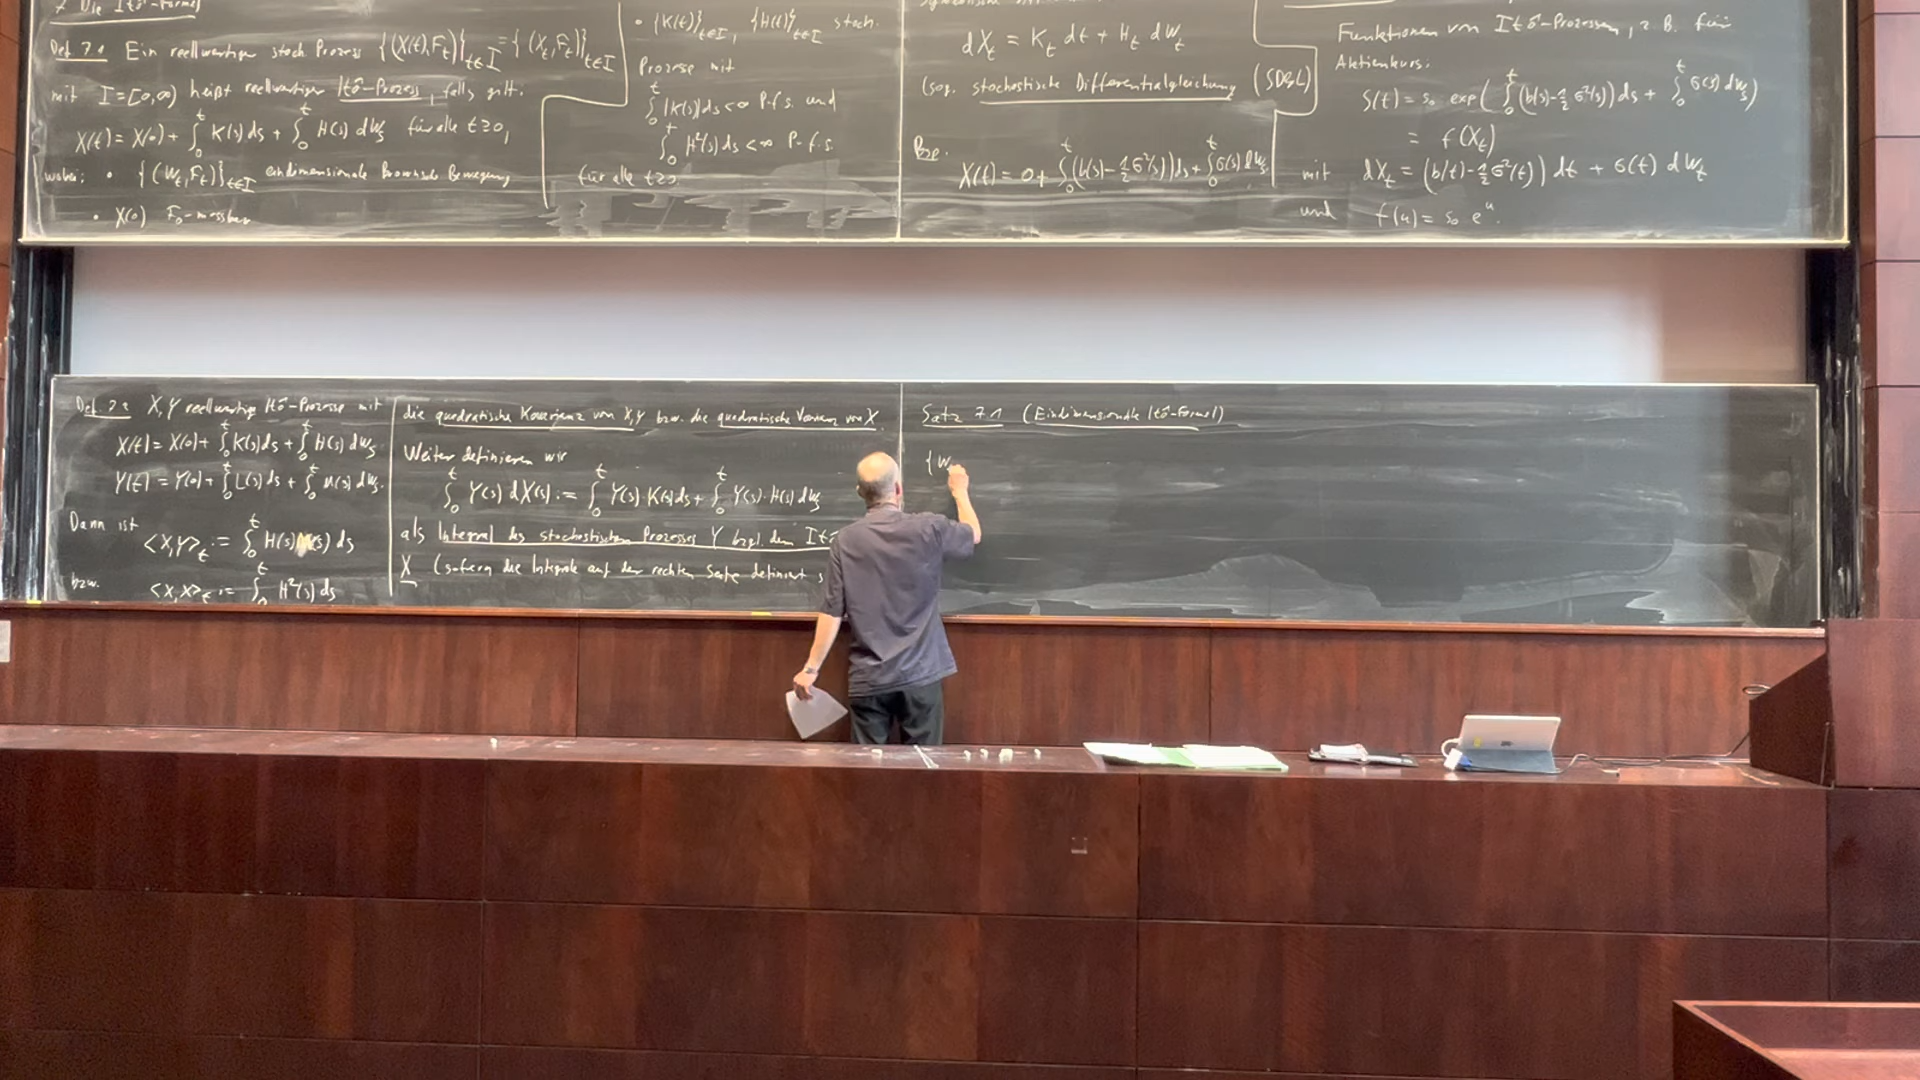 7 Die Itô-Formel
Def. 7.1 Ein reellwertiger stoch. Prozess {(X(t),F_t)}_{t∈I} = {(X_t,F_t)}_{t∈I}
mit I=[0,∞) heißt reellwertiger Itô-Prozess, falls gilt:
X(t) = X(0) + ∫_0^t K(s) ds + ∫_0^t H(s) dW_s für alle t≥0,
wobei: • {(W_t,F_t)}_{t∈I} eindimensionale Brownsche Bewegung
• X(0) F_0-messbar
• {K(t)}_{t∈I}, {H(t)}_{t∈I} stoch.
Prozesse mit
∫_0^t |K(s)| ds < ∞ P-f.s. und
∫_0^t H²(s) ds < ∞ P-f.s.
für alle t≥0
dX_t = K_t dt + H_t dW_t
(sog. stochastische Differentialgleichung (SDGL)
Bsp.
X(t) = 0 + ∫_0^t (b(s) - 1/2 σ²(s)) ds + ∫_0^t σ(s) dW_s
Funktionen von Itô-Prozessen, z.B. für
Aktienkurs:
S(t) = s_0 exp( ∫_0^t (b(s) - 1/2 σ²(s)) ds + ∫_0^t σ(s) dW_s )
= f(X_t)
mit dX_t = (b(t) - 1/2 σ²(t)) dt + σ(t) dW_t
und f(u) = s_0 e^u.
Def. 7.2 X,Y reellwertige Itô-Prozesse mit
X(t) = X(0) + ∫_0^t K(s) ds + ∫_0^t H(s) dW_s
Y(t) = Y(0) + ∫_0^t L(s) ds + ∫_0^t M(s) dW_s.
Dann ist
<X,Y>_t := ∫_0^t H(s) M(s) ds
bzw. <X,X>_t := ∫_0^t H²(s) ds
die quadratische Kovarianz von X,Y bzw. die quadratische Varianz von X.
Weiter definieren wir
∫_0^t Y(s) dX(s) := ∫_0^t Y(s)·K(s) ds + ∫_0^t Y(s)·H(s) dW_s
als Integral des stochastischen Prozesses Y bzgl. dem
X (sofern die Integrale auf der rechten Seite definiert
Satz 7.1 (Eindimensionale Itô-Formel)
{W